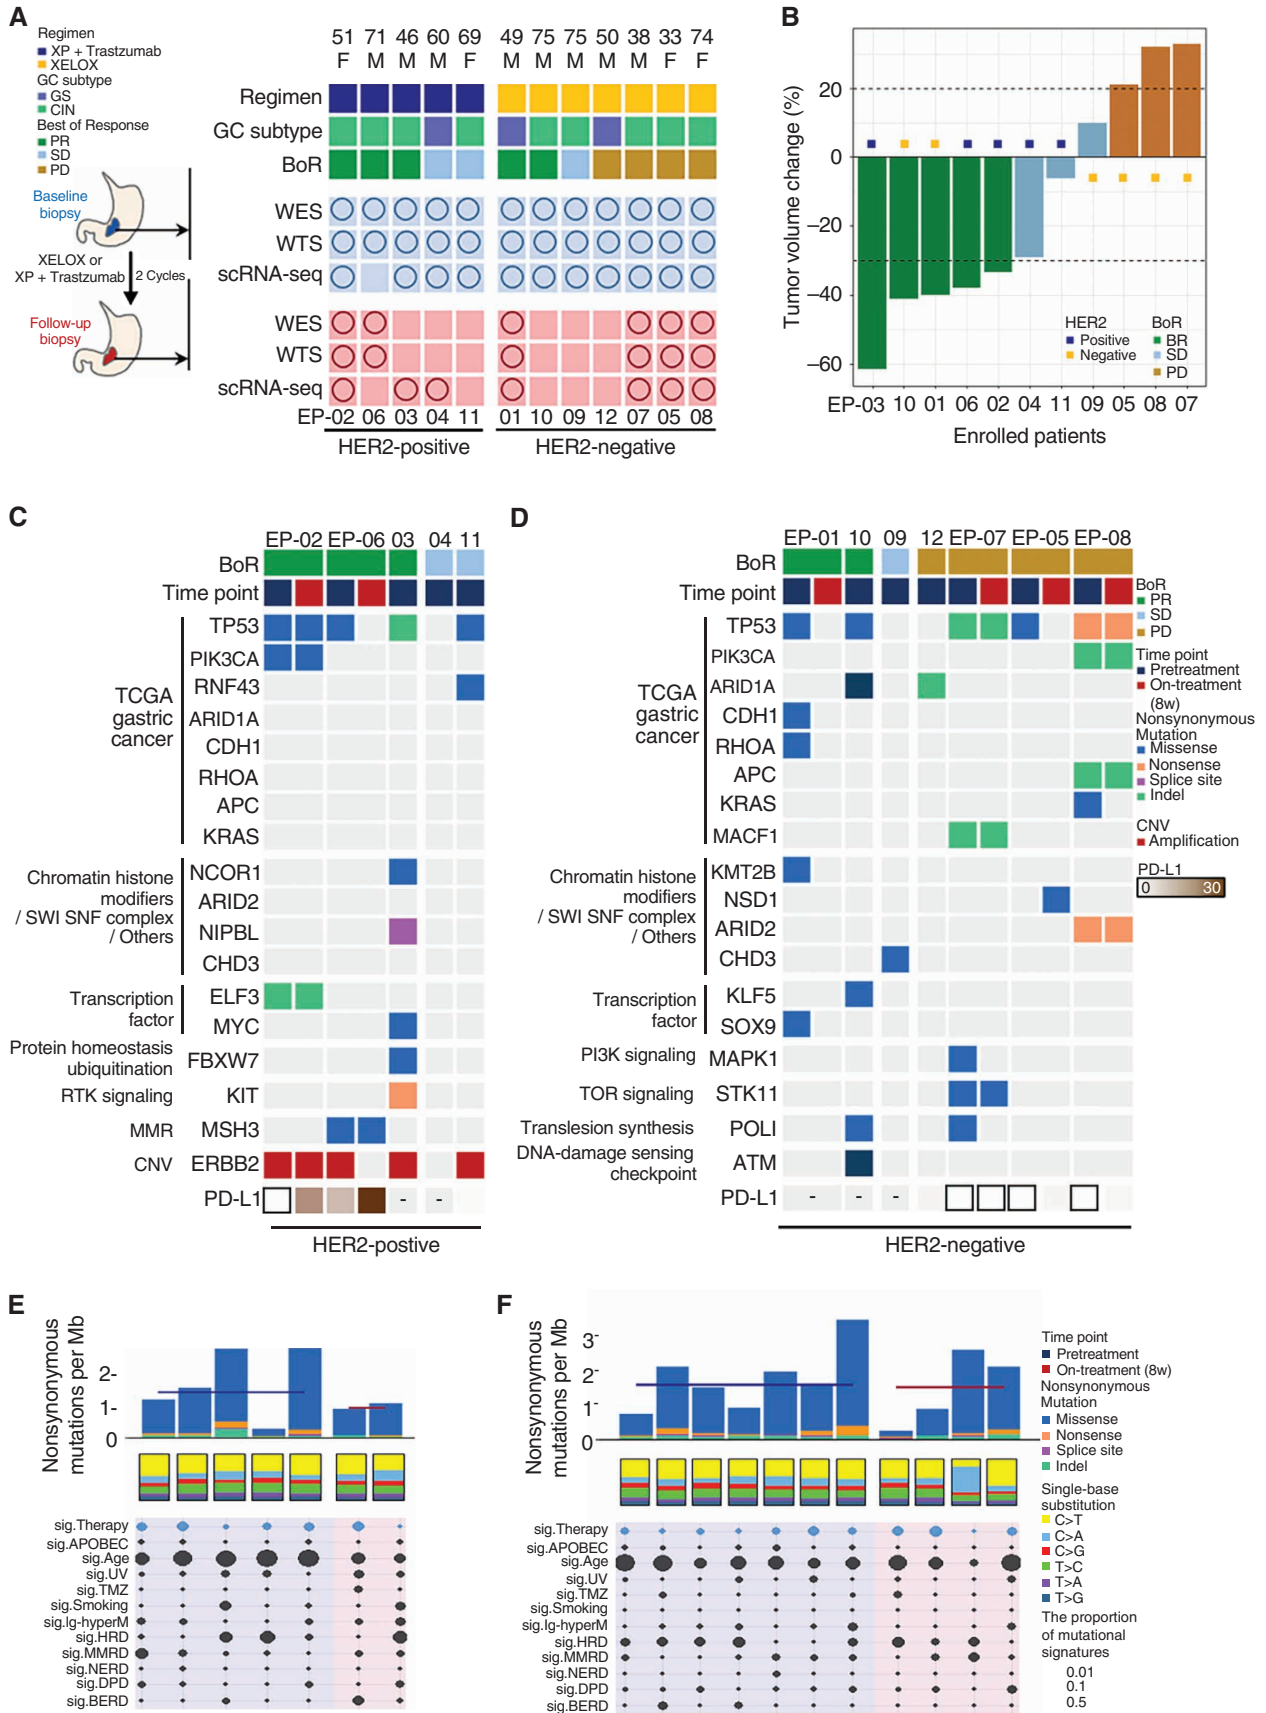 A
Regimen
XP + Trastzumab
XELOX
GC subtype
GS
CIN
Best of Response
PR
SD
PD
Baseline
biopsy
XELOX or
XP + Trastzumab
2 Cycles
Follow-up
biopsy
51 71 46 60 69 49 75 75 50 38 33 74
F M M M F M M M M M F F
Regimen
GC subtype
BoR
WES
WTS
scRNA-seq
WES
WTS
scRNA-seq
EP-02 06 03 04 11 01 10 09 12 07 05 08
HER2-positive HER2-negative
B
Tumor volume change (%)
20
0
−20
−40
−60
HER2
Positive
Negative
BoR
BR
SD
PD
EP-03 10 01 06 02 04 11 09 05 08 07
Enrolled patients
C
EP-02 EP-06 03 04 11
BoR
Time point
TCGA
gastric
cancer
TP53
PIK3CA
RNF43
ARID1A
CDH1
RHOA
APC
KRAS
Chromatin histone
modifiers
/ SWI SNF complex
/ Others
NCOR1
ARID2
NIPBL
CHD3
Transcription
factor
ELF3
MYC
Protein homeostasis
ubiquitination
FBXW7
RTK signaling KIT
MMR MSH3
CNV ERBB2
PD-L1 - -
HER2-postive
D
EP-01 10 09 12 EP-07 EP-05 EP-08
BoR
Time point
TCGA
gastric
cancer
TP53
PIK3CA
ARID1A
CDH1
RHOA
APC
KRAS
MACF1
Chromatin histone
modifiers
/ SWI SNF complex
/ Others
KMT2B
NSD1
ARID2
CHD3
Transcription
factor
KLF5
SOX9
PI3K signaling MAPK1
TOR signaling STK11
Translesion synthesis POLI
DNA-damage sensing
checkpoint
ATM
PD-L1 - - -
HER2-negative
BoR
PR
SD
PD
Time point
Pretreatment
On-treatment
(8w)
Nonsynonymous
Mutation
Missense
Nonsense
Splice site
Indel
CNV
Amplification
PD-L1
0 30
E
Nonsynonymous
mutations per Mb
2-
1-
0
sig.Therapy
sig.APOBEC
sig.Age
sig.UV
sig.TMZ
sig.Smoking
sig.Ig-hyperM
sig.HRD
sig.MMRD
sig.NERD
sig.DPD
sig.BERD
F
Nonsynonymous
mutations per Mb
3-
2-
1-
0
sig.Therapy
sig.APOBEC
sig.Age
sig.UV
sig.TMZ
sig.Smoking
sig.Ig-hyperM
sig.HRD
sig.MMRD
sig.NERD
sig.DPD
sig.BERD
Time point
Pretreatment
On-treatment (8w)
Nonsynonymous
Mutation
Missense
Nonsense
Splice site
Indel
Single-base
substitution
C>T
C>A
C>G
T>C
T>A
T>G
The proportion
of mutational
signatures
0.01
0.1
0.5